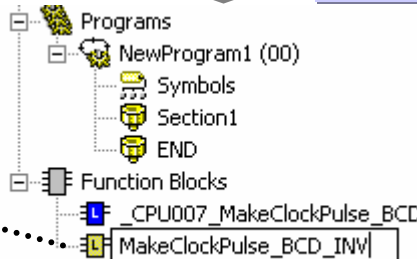 Programs
NewProgram1 (00)
Symbols
Section1
END
Function Blocks
L _CPU007_MakeClockPulse_BCD
L MakeClockPulse_BCD_INV